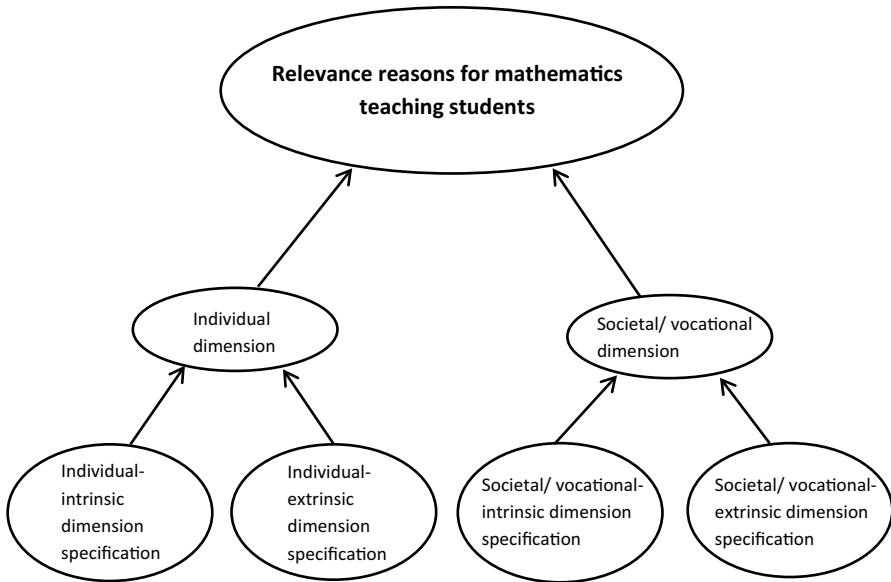 Relevance reasons for mathematics
teaching students
Individual
dimension
Societal/ vocational
dimension
Individual-
intrinsic
dimension
specification
Individual-
extrinsic
dimension
specification
Societal/ vocational-
intrinsic dimension
specification
Societal/ vocational-
extrinsic dimension
specification